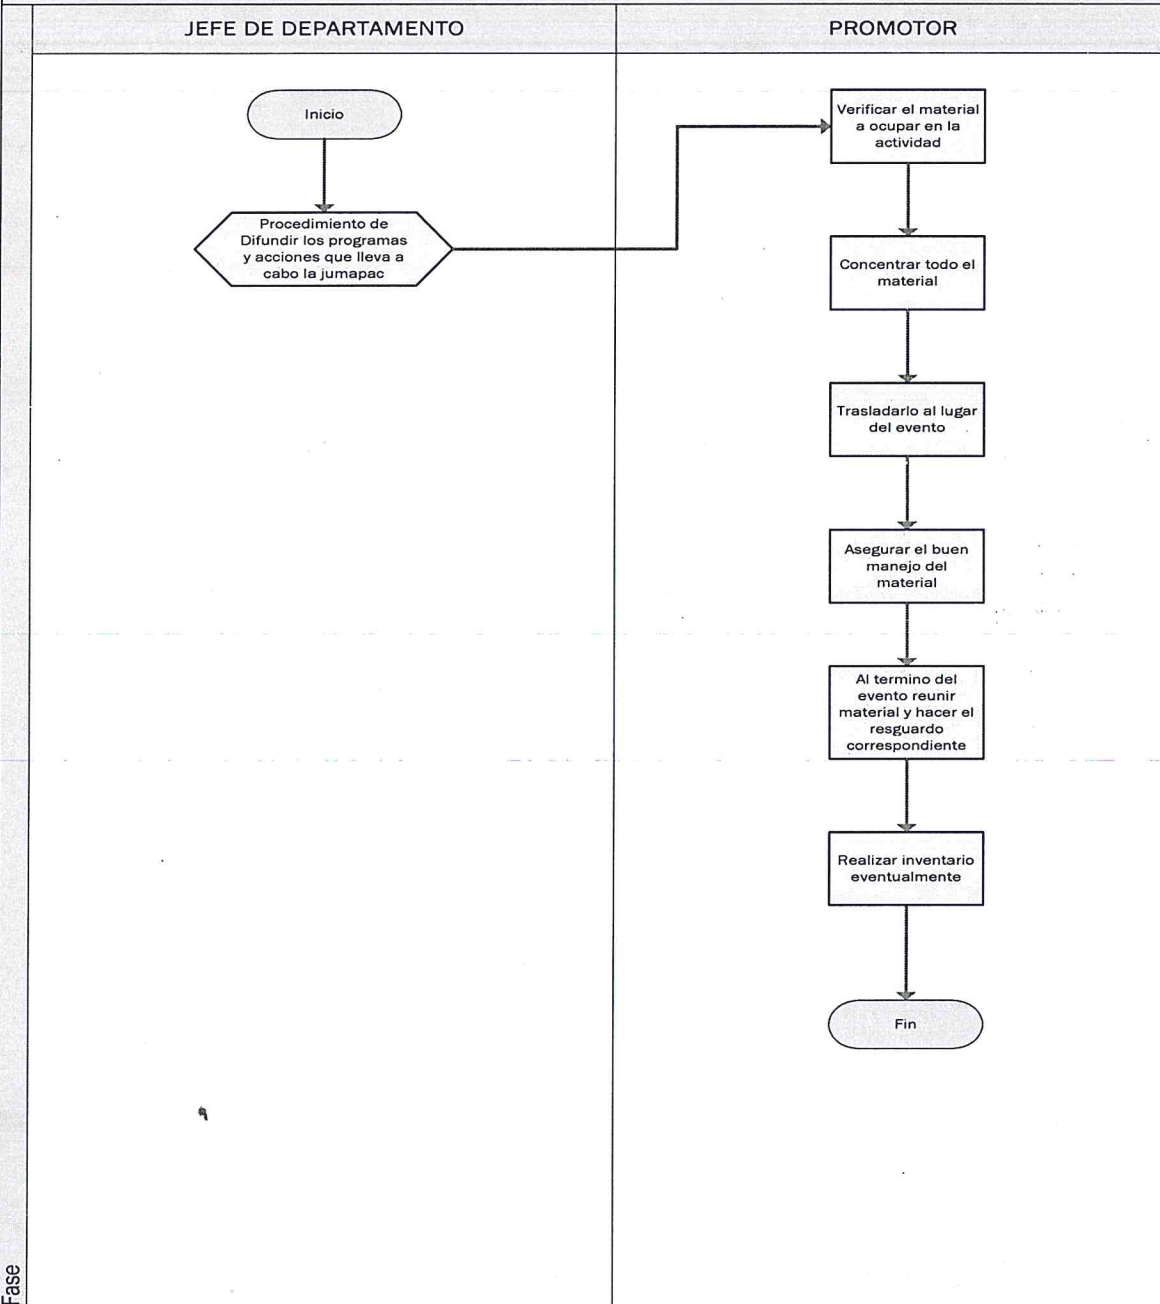 JEFE DE DEPARTAMENTO
PROMOTOR
Inicio
Procedimiento de
Difundir los programas
y acciones que lleva a
cabo la jumapac
Verificar el material
a ocupar en la
actividad
Concentrar todo el
material
Trasladarlo al lugar
del evento
Asegurar el buen
manejo del
material
Al termino del
evento reunir
material y hacer el
resguardo
correspondiente
Realizar inventario
eventualmente
Fin
Fase